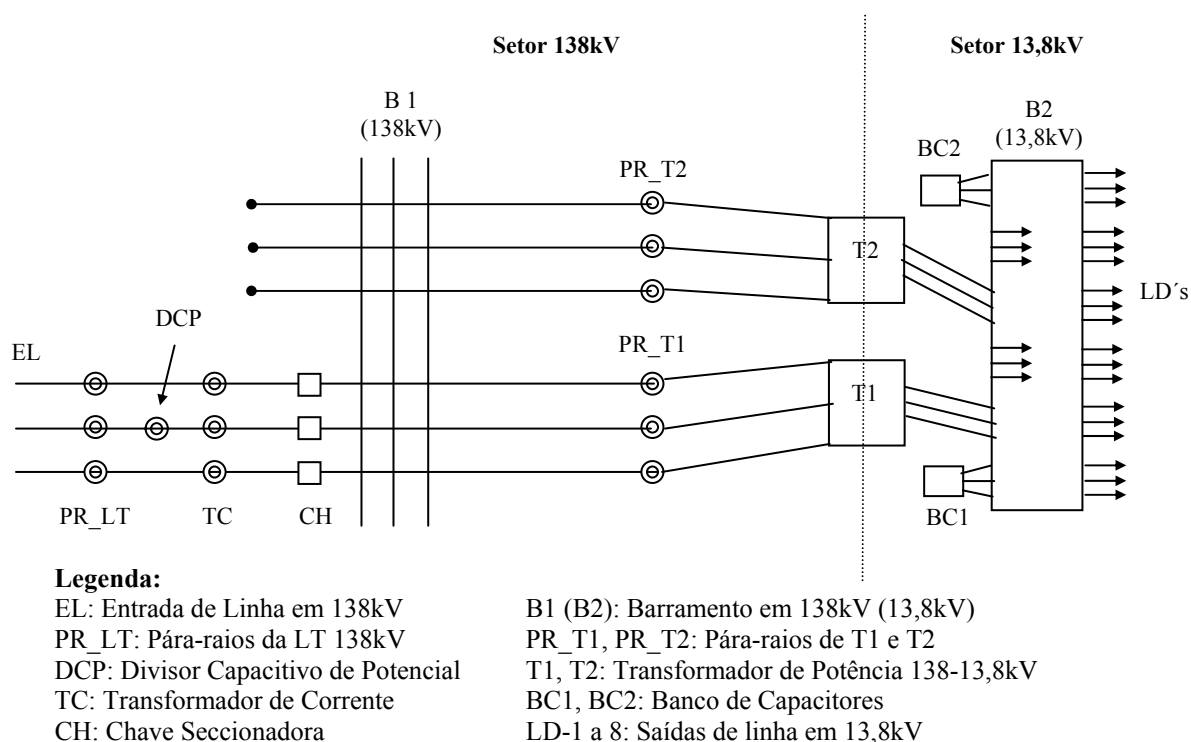 Setor 138kV
Setor 13,8kV
B 1
(138kV)
B2
(13,8kV)
BC2
PR_T2
T2
LD´s
DCP
PR_T1
EL
T1
PR_LT
TC
CH
BC1
Legenda:
EL: Entrada de Linha em 138kV
PR_LT: Pára-raios da LT 138kV
DCP: Divisor Capacitivo de Potencial
TC: Transformador de Corrente
CH: Chave Seccionadora
B1 (B2): Barramento em 138kV (13,8kV)
PR_T1, PR_T2: Pára-raios de T1 e T2
T1, T2: Transformador de Potência 138-13,8kV
BC1, BC2: Banco de Capacitores
LD-1 a 8: Saídas de linha em 13,8kV